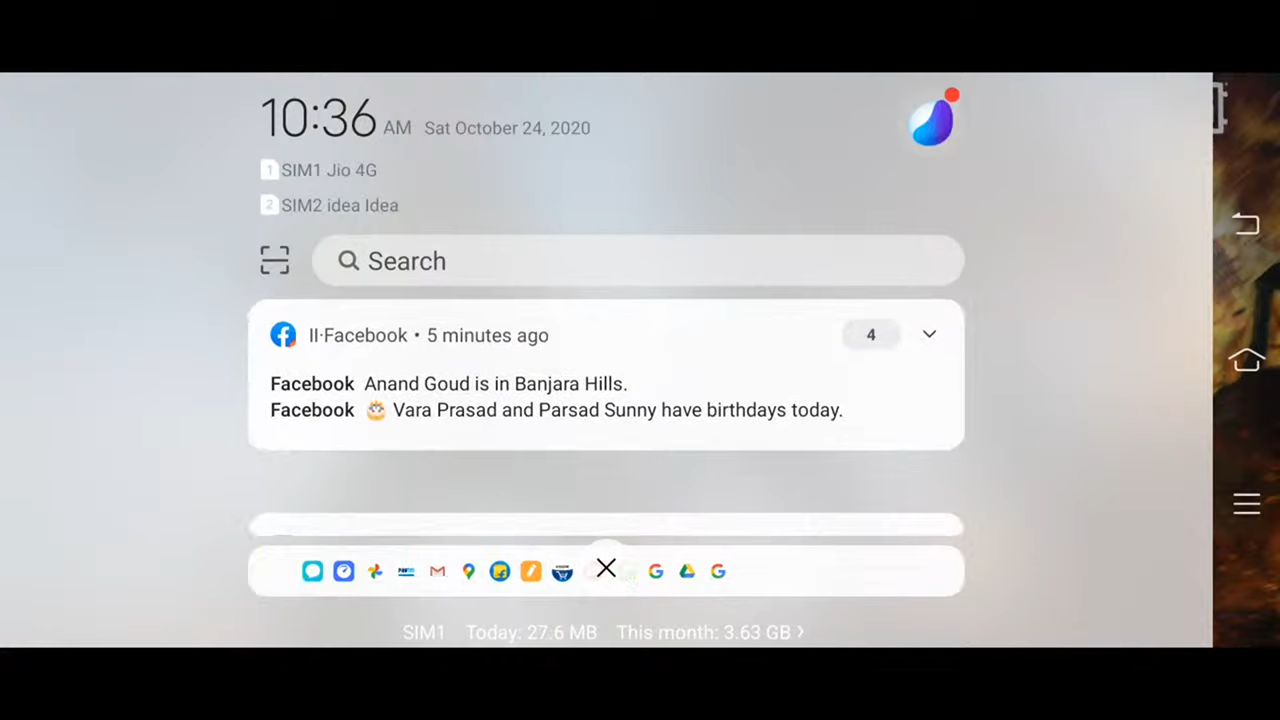 10:36 AM Sat October 24, 2020
1 SIM1 Jio 4G
2 SIM2 idea Idea
Search
II·Facebook • 5 minutes ago 4
Facebook Anand Goud is in Banjara Hills.
Facebook 🎂 Vara Prasad and Parsad Sunny have birthdays today.
SIM1 Today: 27.6 MB This month: 3.63 GB ›